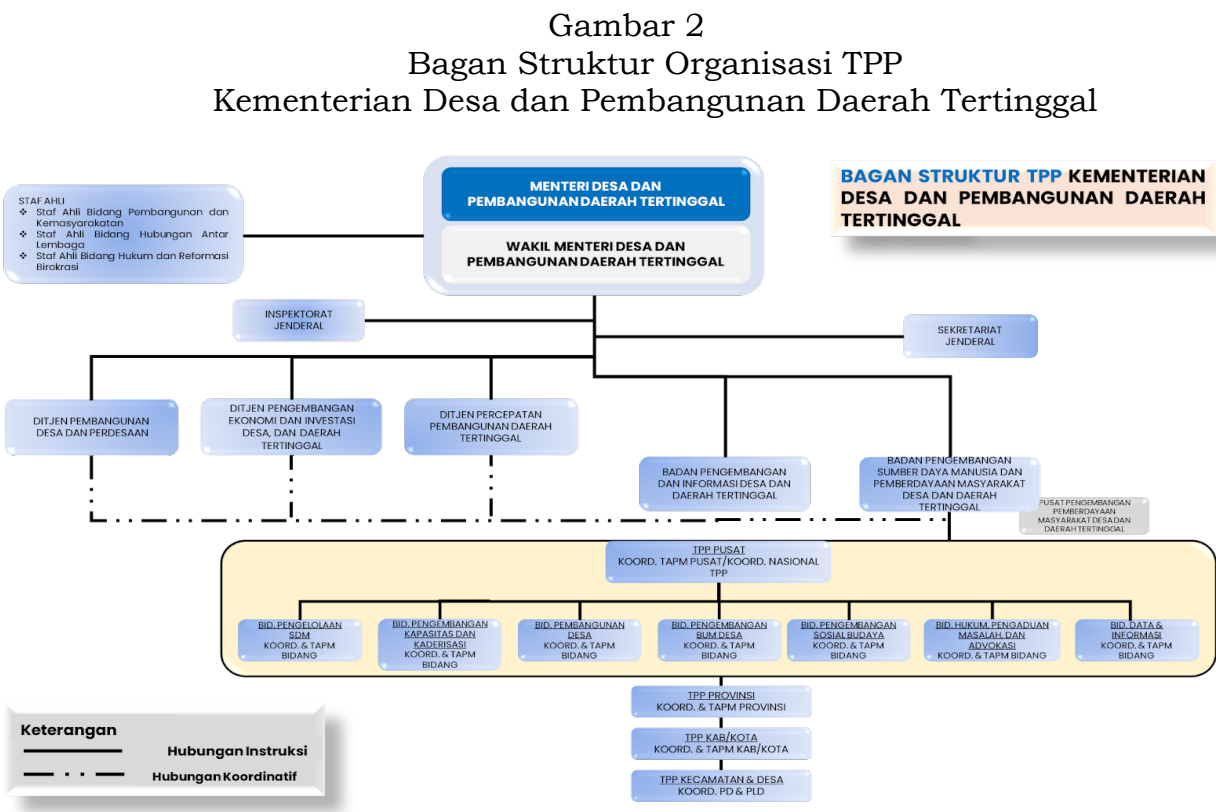 Gambar 2
Bagan Struktur Organisasi TPP
Kementerian Desa dan Pembangunan Daerah Tertinggal
STAF AHLI
❖ Staf Ahli Bidang Pembangunan dan
Kemasyarakatan
❖ Staf Ahli Bidang Hubungan Antar
Lembaga
❖ Staf Ahli Bidang Hukum dan Reformasi
Birokrasi
MENTERI DESA DAN
PEMBANGUNAN DAERAH TERTINGGAL
WAKIL MENTERI DESA DAN
PEMBANGUNAN DAERAH TERTINGGAL
BAGAN STRUKTUR TPP KEMENTERIAN
DESA DAN PEMBANGUNAN DAERAH
TERTINGGAL
INSPEKTORAT
JENDERAL
SEKRETARIAT
JENDERAL
DITJEN PEMBANGUNAN
DESA DAN PERDESAAN
DITJEN PENGEMBANGAN
EKONOMI DAN INVESTASI
DESA, DAN DAERAH
TERTINGGAL
DITJEN PERCEPATAN
PEMBANGUNAN DAERAH
TERTINGGAL
BADAN PENGEMBANGAN
DAN INFORMASI DESA DAN
DAERAH TERTINGGAL
BADAN PENGEMBANGAN
SUMBER DAYA MANUSIA DAN
PEMBERDAYAAN MASYARAKAT
DESA DAN DAERAH
TERTINGGAL
PUSAT PENGEMBANGAN
PEMBERDAYAAN
MASYARAKAT DESA DAN
DAERAH TERTINGGAL
TPP PUSAT
KOORD. TAPM PUSAT/KOORD. NASIONAL
TPP
BID. PENGELOLAAN
SDM
KOORD. & TAPM
BIDANG
BID. PENGEMBANGAN
KAPASITAS DAN
KADERISASI
KOORD. & TAPM
BIDANG
BID. PEMBANGUNAN
DESA
KOORD. & TAPM
BIDANG
BID. PENGEMBANGAN
BUM DESA
KOORD. & TAPM
BIDANG
BID. PENGEMBANGAN
SOSIAL BUDAYA
KOORD. & TAPM
BIDANG
BID. HUKUM, PENGADUAN
MASALAH, DAN
ADVOKASI
KOORD. & TAPM BIDANG
BID. DATA &
INFORMASI
KOORD. & TAPM
BIDANG
TPP PROVINSI
KOORD. & TAPM PROVINSI
TPP KAB/KOTA
KOORD. & TAPM KAB/KOTA
TPP KECAMATAN & DESA
KOORD. PD & PLD
Keterangan
Hubungan Instruksi
Hubungan Koordinatif